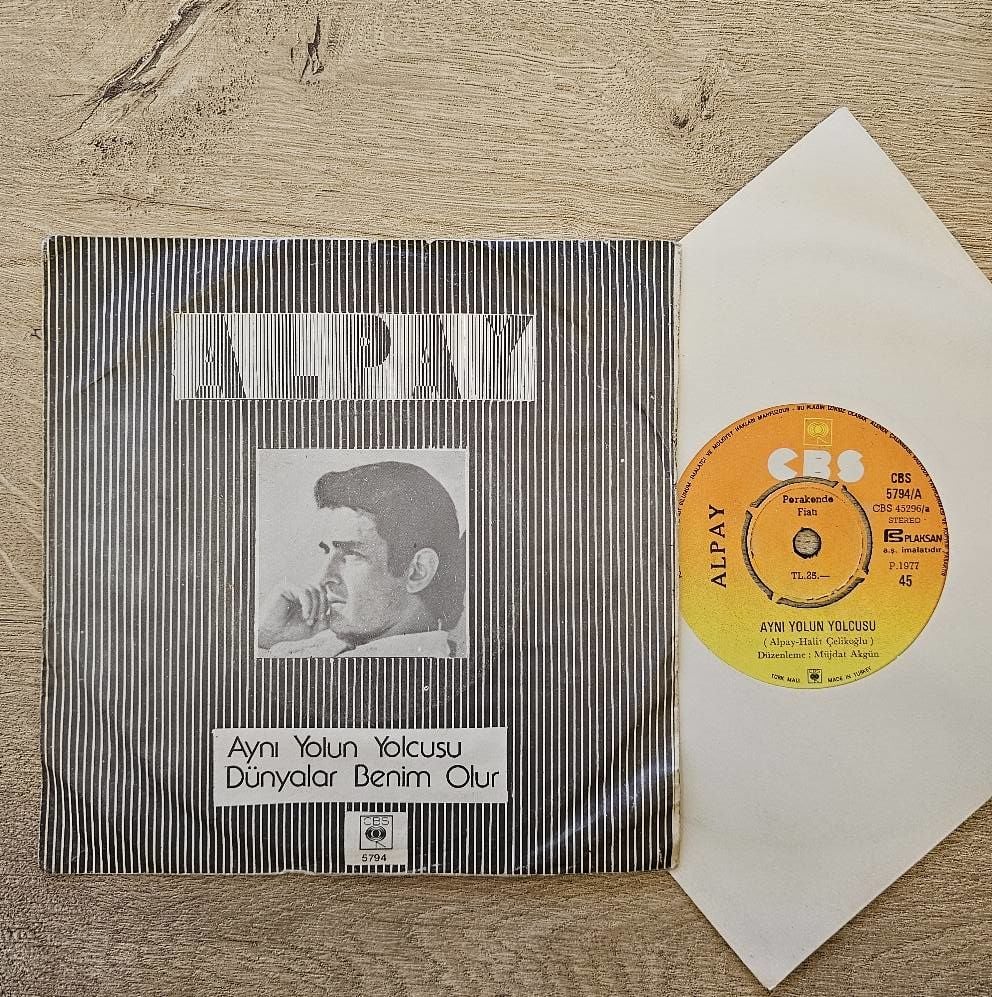 ALPAY
Aynı Yolun Yolcusu
Dünyalar Benim Olur
CBS
5794
CBS
ALPAY
Perakende
Fiatı
TL.25.—
CBS
5794/A
CBS 45296/a
STEREO
PLAKSAN
a.ş. imalatıdır
P.1977
45
AYNI YOLUN YOLCUSU
(Alpay-Halit Çelikoğlu)
Düzenleme : Müjdat Akgün
TÜRK MALI CBS MADE IN TURKEY